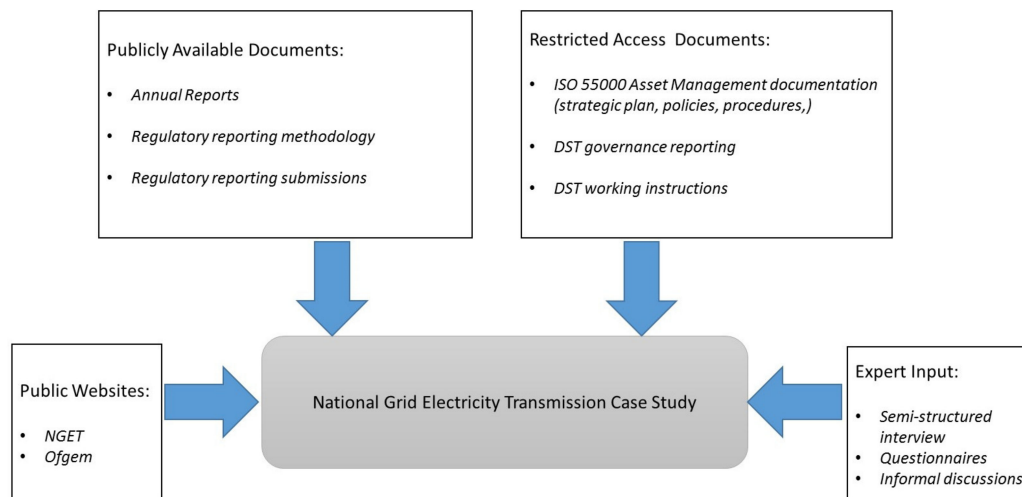 Publicly Available Documents:
• Annual Reports
• Regulatory reporting methodology
• Regulatory reporting submissions
Restricted Access  Documents:
• ISO 55000 Asset Management documentation
(strategic plan, policies, procedures,)
• DST governance reporting
• DST working instructions
Public Websites:
• NGET
• Ofgem
National Grid Electricity Transmission Case Study
Expert Input:
• Semi-structured
interview
• Questionnaires
• Informal discussions